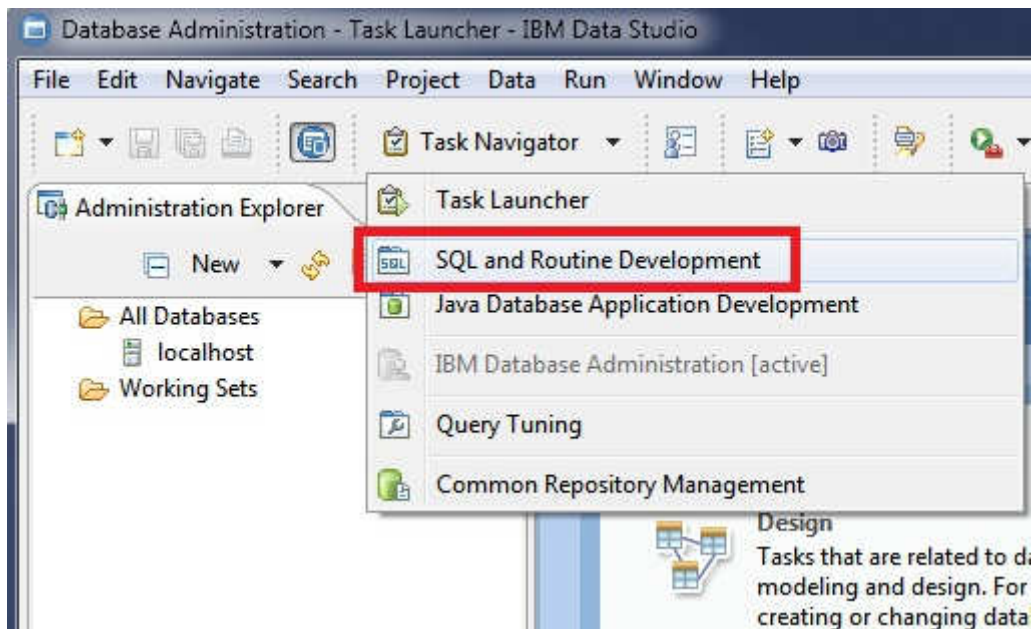 Database Administration - Task Launcher - IBM Data Studio
File Edit Navigate Search Project Data Run Window Help
Task Navigator
Administration Explorer
New
All Databases
localhost
Working Sets
Task Launcher
SQL and Routine Development
Java Database Application Development
IBM Database Administration [active]
Query Tuning
Common Repository Management
Design
Tasks that are related to
modeling and design. For
creating or changing data